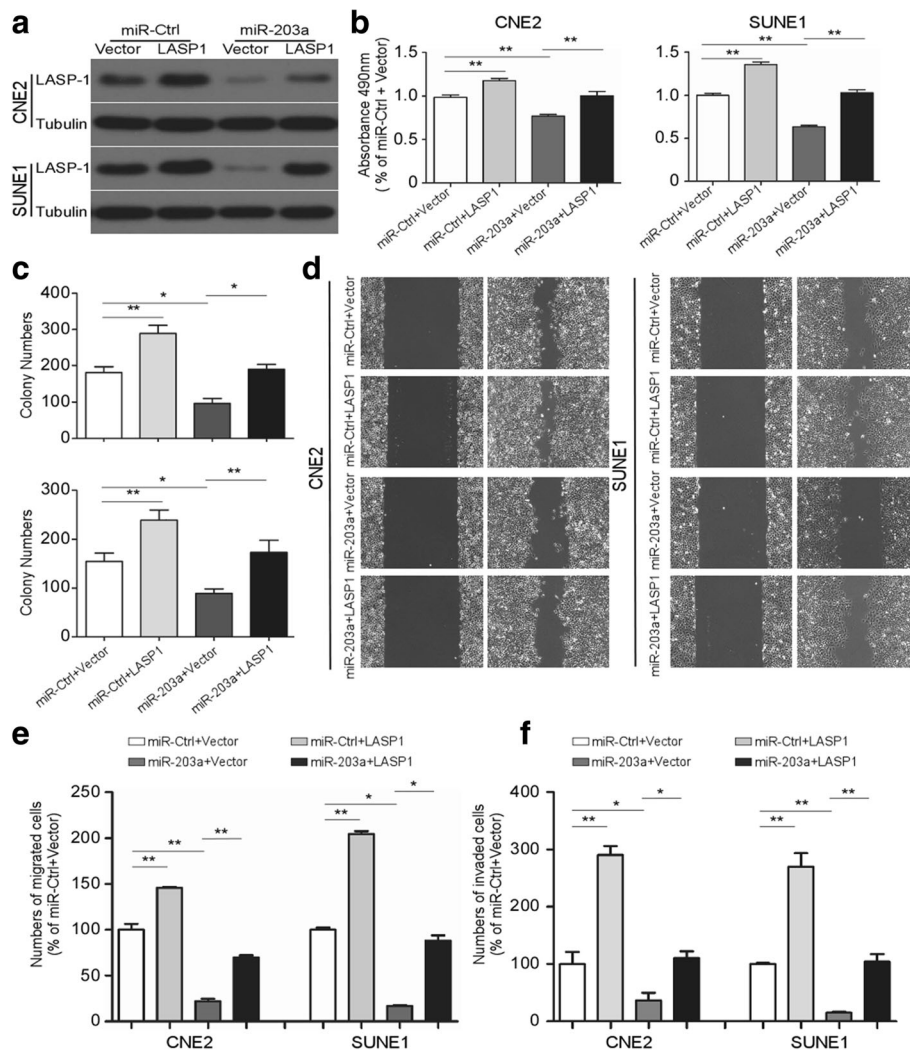 a
miR-Ctrl miR-203a
Vector LASP1 Vector LASP1
CNE2
LASP-1
Tubulin
SUNE1
LASP-1
Tubulin
b
CNE2
Absorbance 490nm
( % of miR-Ctrl + Vector)
1.5
1.0
0.5
0.0
**
**
**
miR-Ctrl+Vector
miR-Ctrl+LASP1
miR-203a+Vector
miR-203a+LASP1
SUNE1
1.5
1.0
0.5
0.0
**
**
**
miR-Ctrl+Vector
miR-Ctrl+LASP1
miR-203a+Vector
miR-203a+LASP1
c
Colony Numbers
400
300
200
100
0
*
*
**
Colony Numbers
300
200
100
0
*
**
**
miR-Ctrl+Vector
miR-Ctrl+LASP1
miR-203a+Vector
miR-203a+LASP1
d
CNE2
miR-Ctrl+Vector
miR-Ctrl+LASP1
miR-203a+Vector
miR-203a+LASP1
SUNE1
miR-Ctrl+Vector
miR-Ctrl+LASP1
miR-203a+Vector
miR-203a+LASP1
e
miR-Ctrl+Vector miR-Ctrl+LASP1
miR-203a+Vector miR-203a+LASP1
Numbers of migrated cells
(% of miR-Ctrl+Vector)
250
200
150
100
50
0
**
**
**
*
*
**
CNE2 SUNE1
f
miR-Ctrl+Vector miR-Ctrl+LASP1
miR-203a+Vector miR-203a+LASP1
Numbers of invaded cells
(% of miR-Ctrl+Vector)
400
300
200
100
0
*
*
**
**
**
**
CNE2 SUNE1